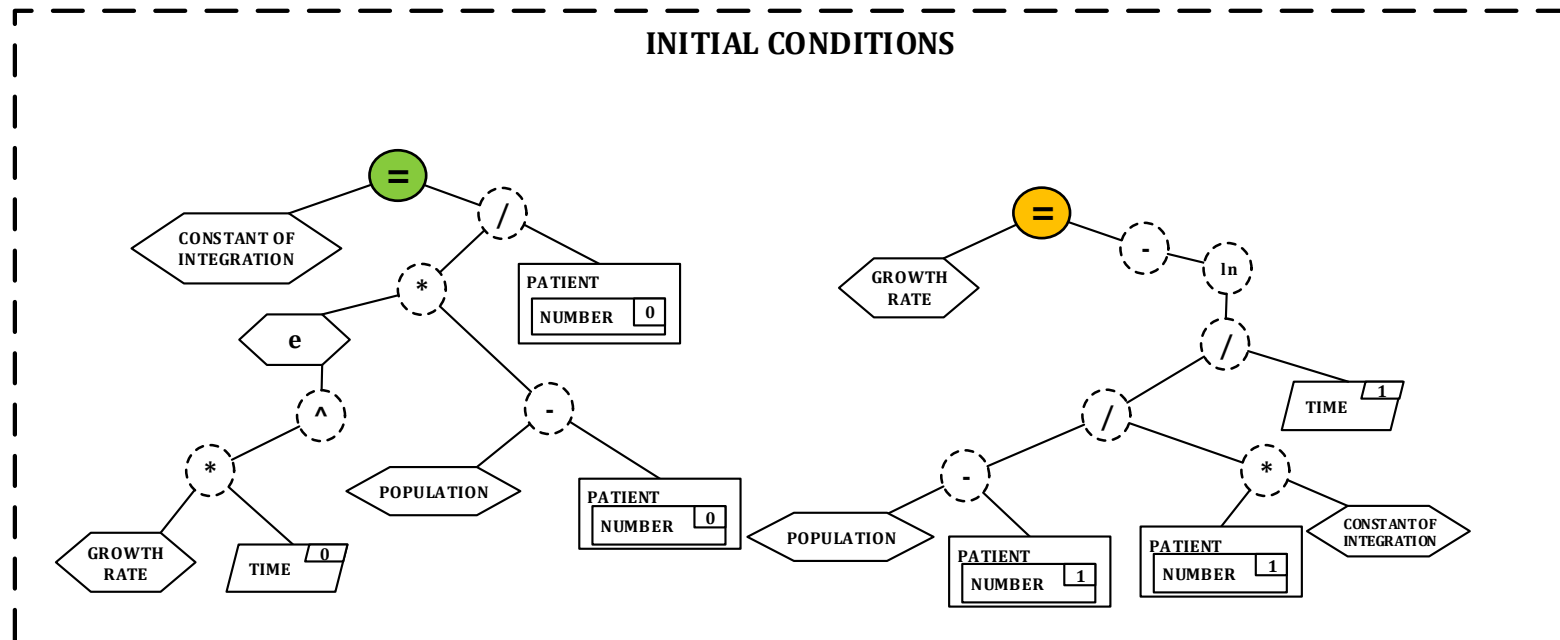 INITIAL CONDITIONS
=
/
CONSTANT OF
INTEGRATION
*
PATIENT
NUMBER 0
e
^
-
*
POPULATION
PATIENT
NUMBER 0
GROWTH
RATE
TIME 0
=
-
ln
GROWTH
RATE
/
TIME 1
/
-
*
POPULATION
PATIENT
NUMBER 1
PATIENT
NUMBER 1
CONSTANT OF
INTEGRATION